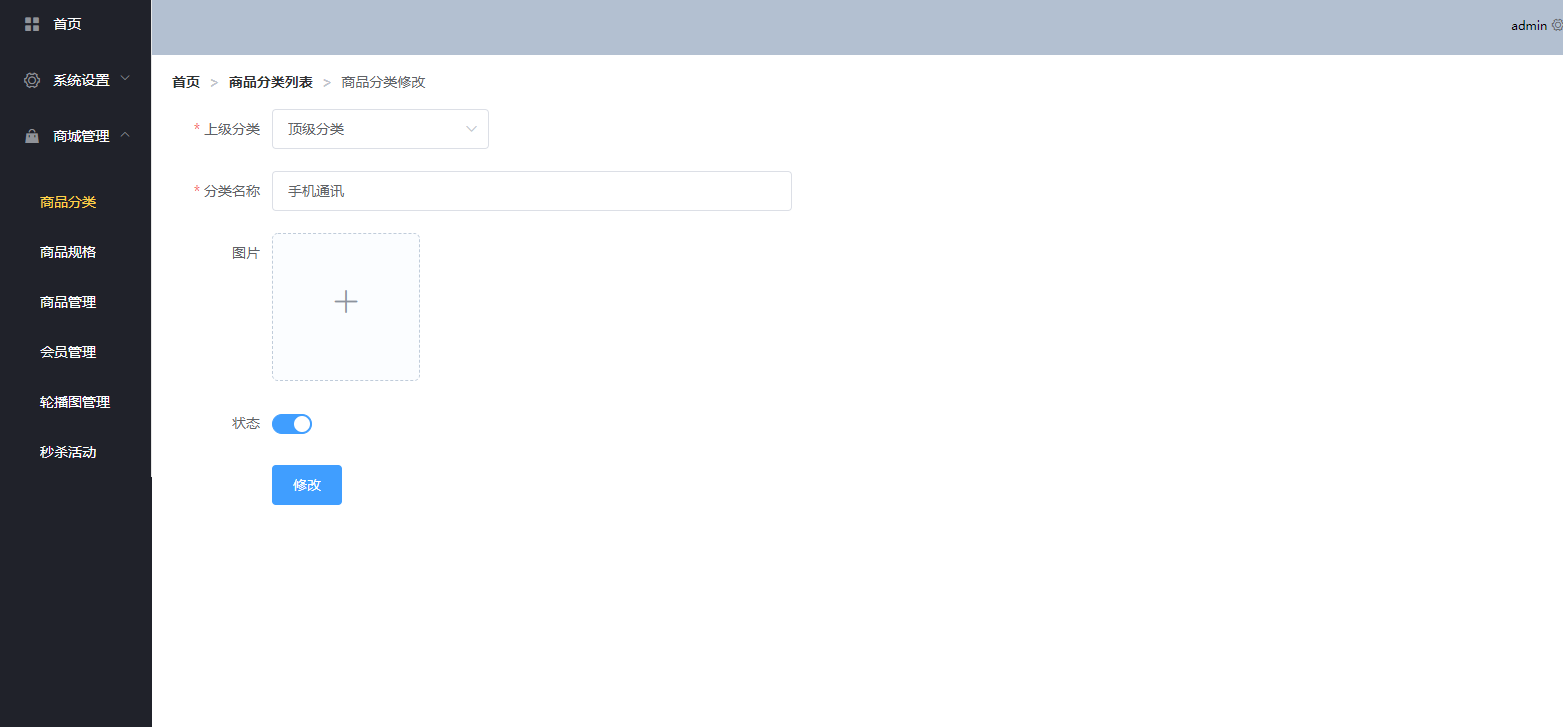 首页
系统设置
商城管理
商品分类
商品规格
商品管理
会员管理
轮播图管理
秒杀活动
admin
首页 > 商品分类列表 > 商品分类修改
* 上级分类 顶级分类
* 分类名称 手机通讯
图片
状态
修改